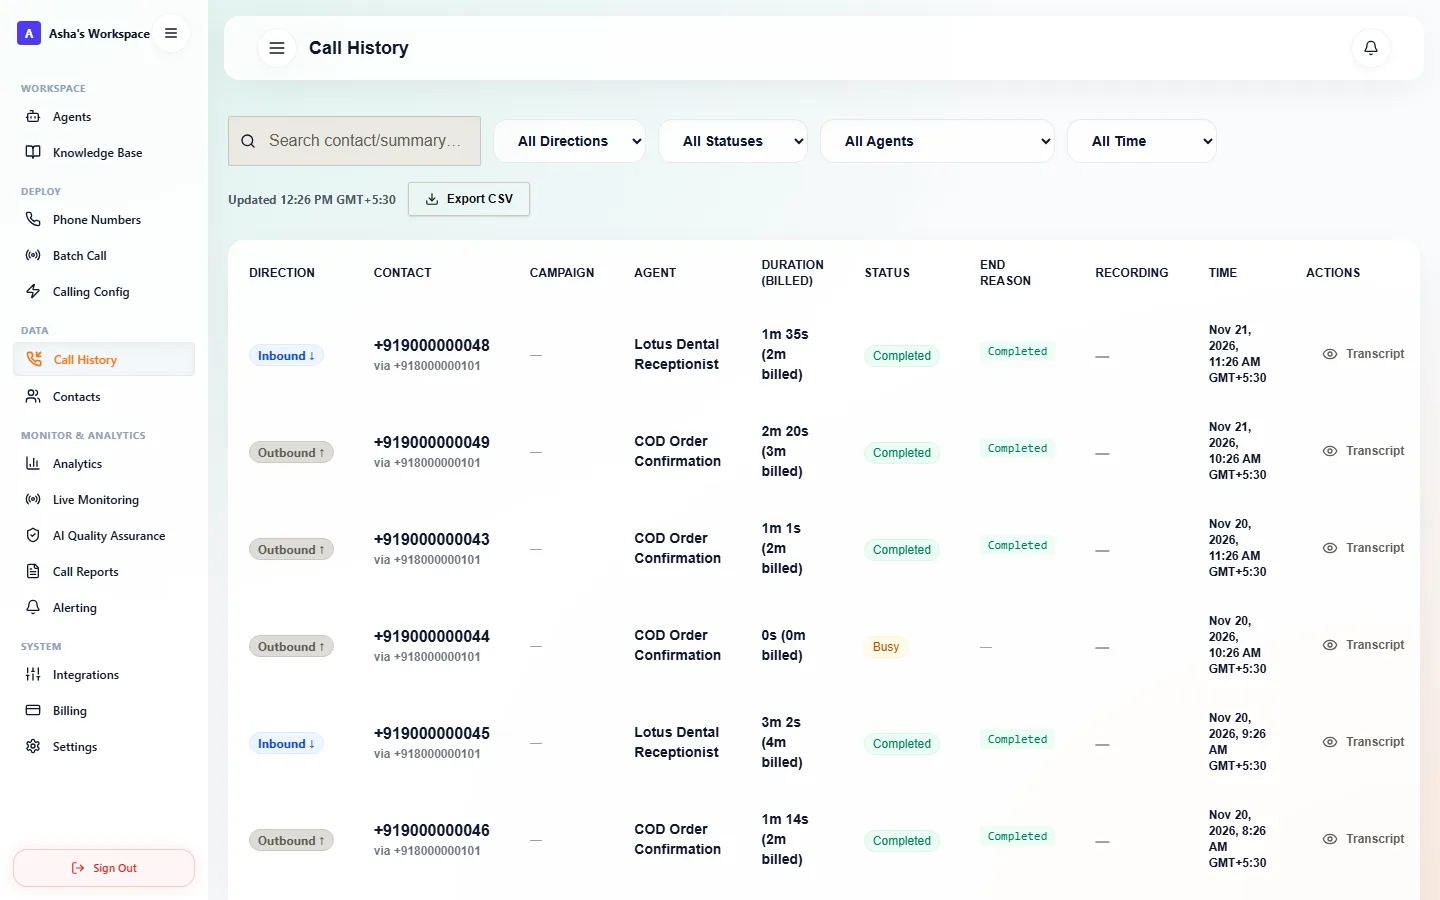 A Asha's Workspace
WORKSPACE
Agents
Knowledge Base
DEPLOY
Phone Numbers
Batch Call
Calling Config
DATA
Call History
Contacts
MONITOR & ANALYTICS
Analytics
Live Monitoring
AI Quality Assurance
Call Reports
Alerting
SYSTEM
Integrations
Billing
Settings
Sign Out
Call History
Search contact/summary…
All Directions
All Statuses
All Agents
All Time
Updated 12:26 PM GMT+5:30
Export CSV
DIRECTION CONTACT CAMPAIGN AGENT DURATION (BILLED) STATUS END REASON RECORDING TIME ACTIONS
Inbound ↓
+919000000048
via +918000000101
—
Lotus Dental
Receptionist
1m 35s
(2m
billed)
Completed
Completed
—
Nov 21,
2026,
11:26 AM
GMT+5:30
Transcript
Outbound ↑
+919000000049
via +918000000101
—
COD Order
Confirmation
2m 20s
(3m
billed)
Completed
Completed
—
Nov 21,
2026,
10:26 AM
GMT+5:30
Transcript
Outbound ↑
+919000000043
via +918000000101
—
COD Order
Confirmation
1m 1s
(2m
billed)
Completed
Completed
—
Nov 20,
2026,
11:26 AM
GMT+5:30
Transcript
Outbound ↑
+919000000044
via +918000000101
—
COD Order
Confirmation
0s (0m
billed)
Busy
—
—
Nov 20,
2026,
10:26 AM
GMT+5:30
Transcript
Inbound ↓
+919000000045
via +918000000101
—
Lotus Dental
Receptionist
3m 2s
(4m
billed)
Completed
Completed
—
Nov 20,
2026, 9:26
AM
GMT+5:30
Transcript
Outbound ↑
+919000000046
via +918000000101
—
COD Order
Confirmation
1m 14s
(2m
billed)
Completed
Completed
—
Nov 20,
2026, 8:26
AM
GMT+5:30
Transcript